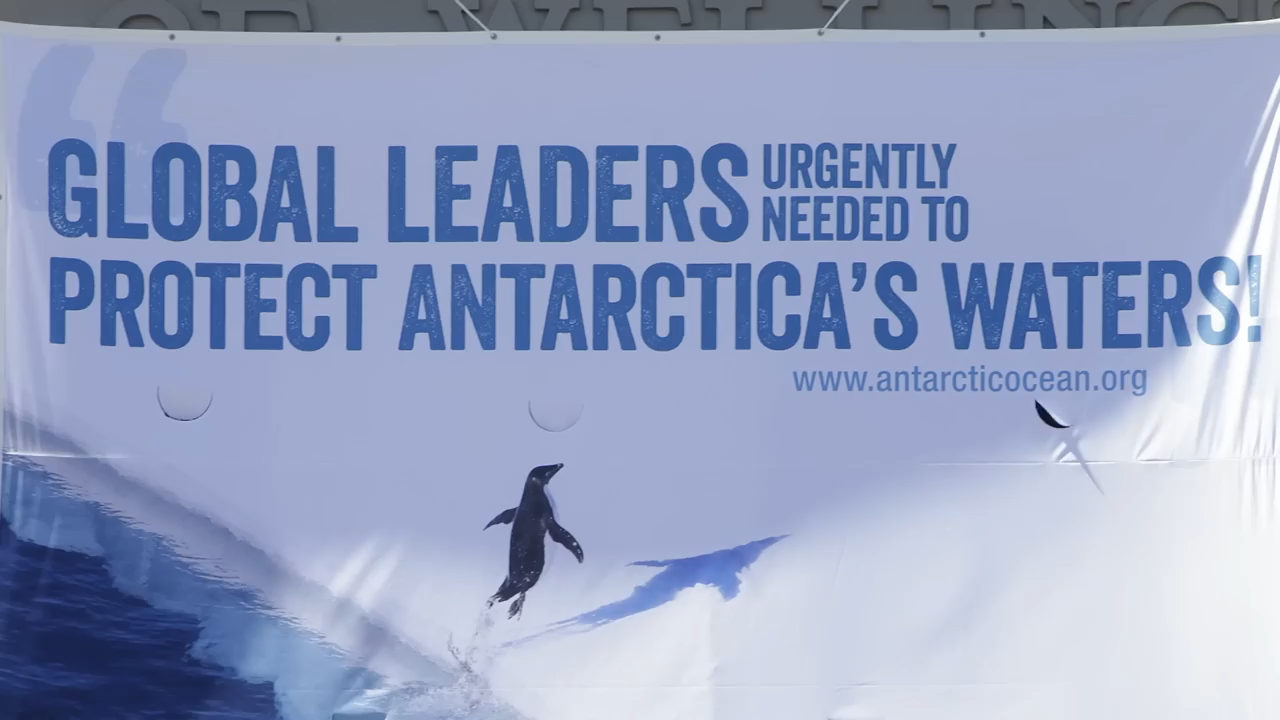 GLOBAL LEADERS URGENTLY
NEEDED TO
PROTECT ANTARCTICA'S WATERS!
www.antarcticocean.org